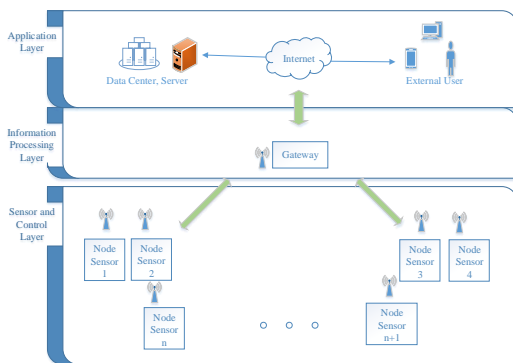 Application
Layer
Internet
Data Center, Server
External User
Information
Processing
Layer
Gateway
Sensor and
Control
Layer
Node
Sensor
1
Node
Sensor
2
Node
Sensor
3
Node
Sensor
4
Node
Sensor
n
Node
Sensor
n+1